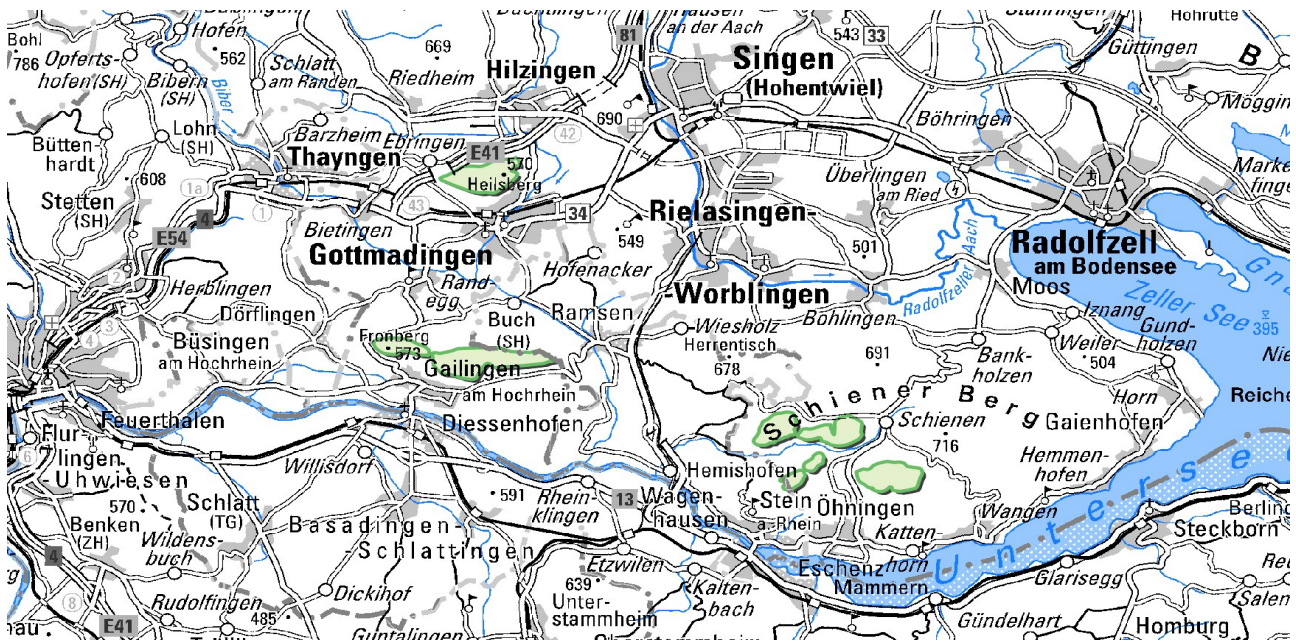 Hofen
Bohl
786
Opferts-
hofen (SH)
Bibern
(SH)
562
Schlatt
am Randen
669
Riedheim
Hilzingen
81
an der Aach
Singen
(Hohentwiel)
543
33
Güttingen
Hohrutte
B
Biber
Lohn
(SH)
Bütten-
hardt
Barzheim
Ebringen
Thayngen
E41
570
Heilsberg
42
690
Böhringen
Stetten
(SH)
608
1a
1
4
E54
Bietingen
43
34
549
Gottmadingen
Rielasingen-
-Worblingen
Überlingen
am Ried
501
Radolfzeller Aach
Radolfzell
am Bodensee
Moos
Zeller See
395
2
3
4
Herblingen
Dörflingen
Rand-
egg
Hofenacker
Buch
(SH)
Ramsen
Büsingen
am Hochrhein
Fronberg
573
Gailingen
am Hochrhein
Wiesholz
Herrentisch
678
Bohlingen
691
Bank-
holzen
Iznang
Weiler
504
Gund-
holzen
Horn
Schiener Berg
Schienen
716
Gaienhofen
Hemmen-
hofen
Feuerthalen
Flur-
lingen
-Uhwiesen
6
Diessenhofen
Willisdorf
591
Rhein-
klingen
13
Hemishofen
Wagen-
hausen
Stein
a. Rhein
Öhningen
Katten-
horn
Wangen
Untersee
Steckborn
570
Benken
(ZH)
Wildens-
buch
Schlatt
(TG)
Basadingen-
-Schlattingen
Etzwilen
Eschenz
Mammern
Glarisegg
4
8
E41
Rudolfingen
485
Dickihof
Guntalingen
639
Unter-
stammheim
Kalten-
bach
Gündelhart
Homburg